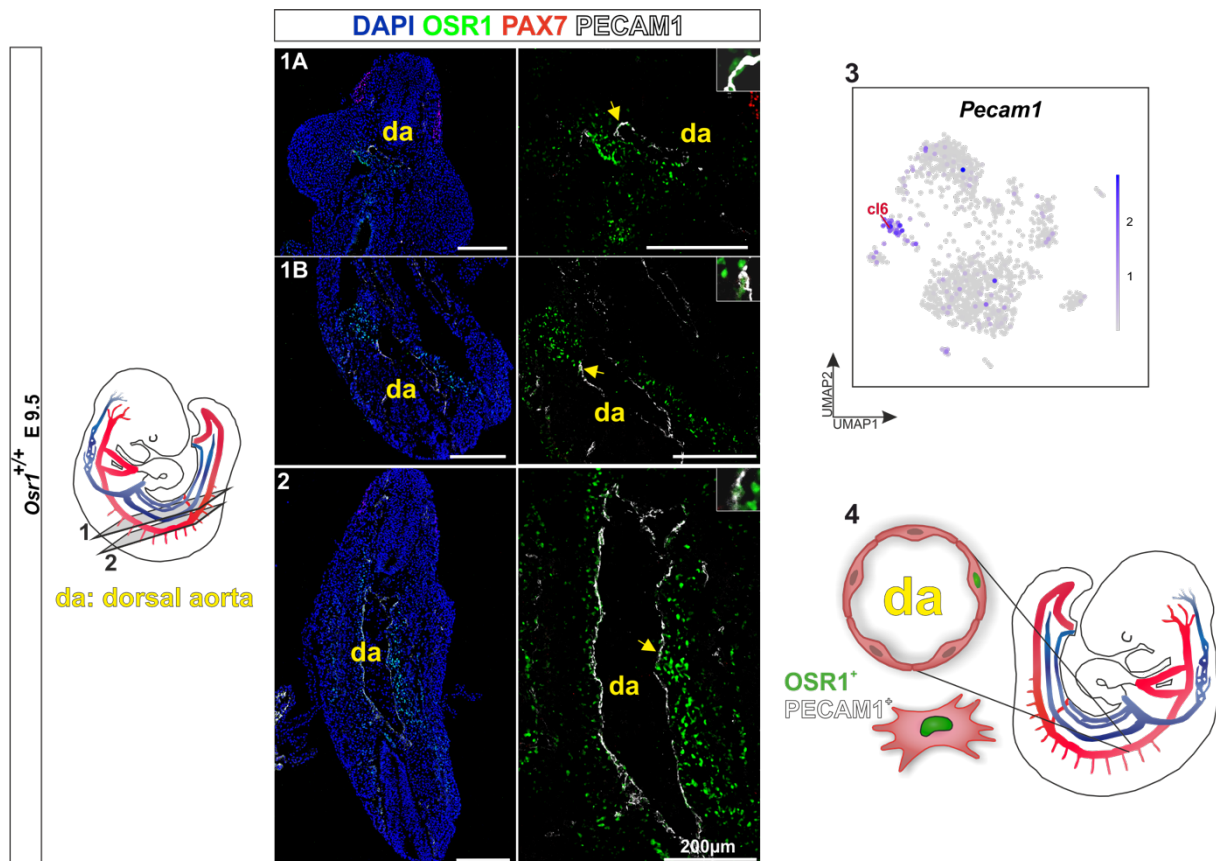 Osr1+/+ E 9.5
1
2
da: dorsal aorta
DAPI OSR1 PAX7 PECAM1
1A
da
da
1B
da
da
2
da
da
200µm
3
Pecam1
cl6
2
1
UMAP2
UMAP1
4
da
OSR1+
PECAM1+